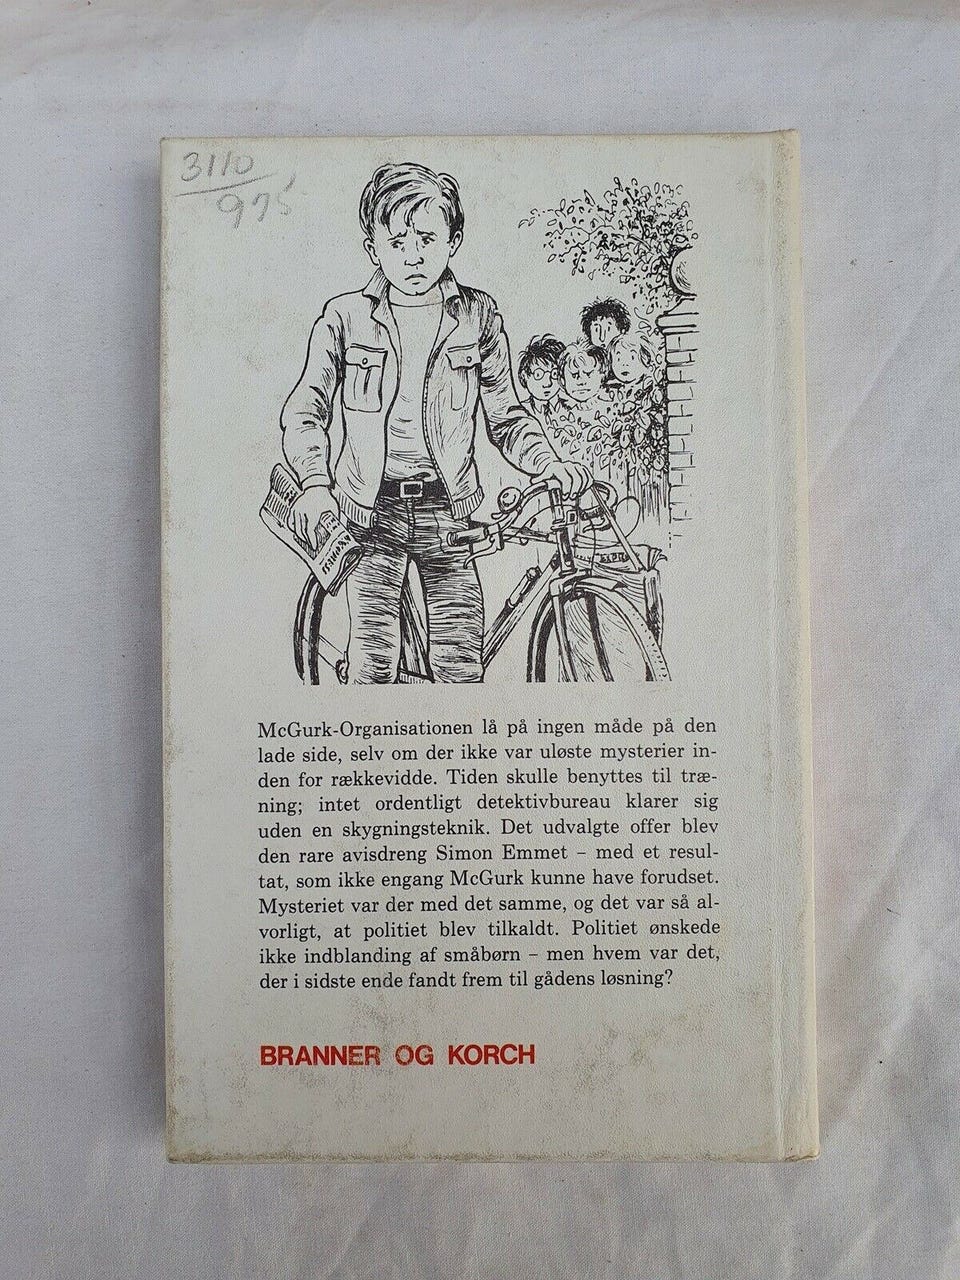 3110
975
McGurk-Organisationen lå på ingen måde på den
lade side, selv om der ikke var uløste mysterier in-
den for rækkevidde. Tiden skulle benyttes til træ-
ning; intet ordentligt detektivbureau klarer sig
uden en skygningsteknik. Det udvalgte offer blev
den rare avisdreng Simon Emmet – med et resul-
tat, som ikke engang McGurk kunne have forudset.
Mysteriet var der med det samme, og det var så al-
vorligt, at politiet blev tilkaldt. Politiet ønskede
ikke indblanding af småbørn – men hvem var det,
der i sidste ende fandt frem til gådens løsning?
BRANNER OG KORCH